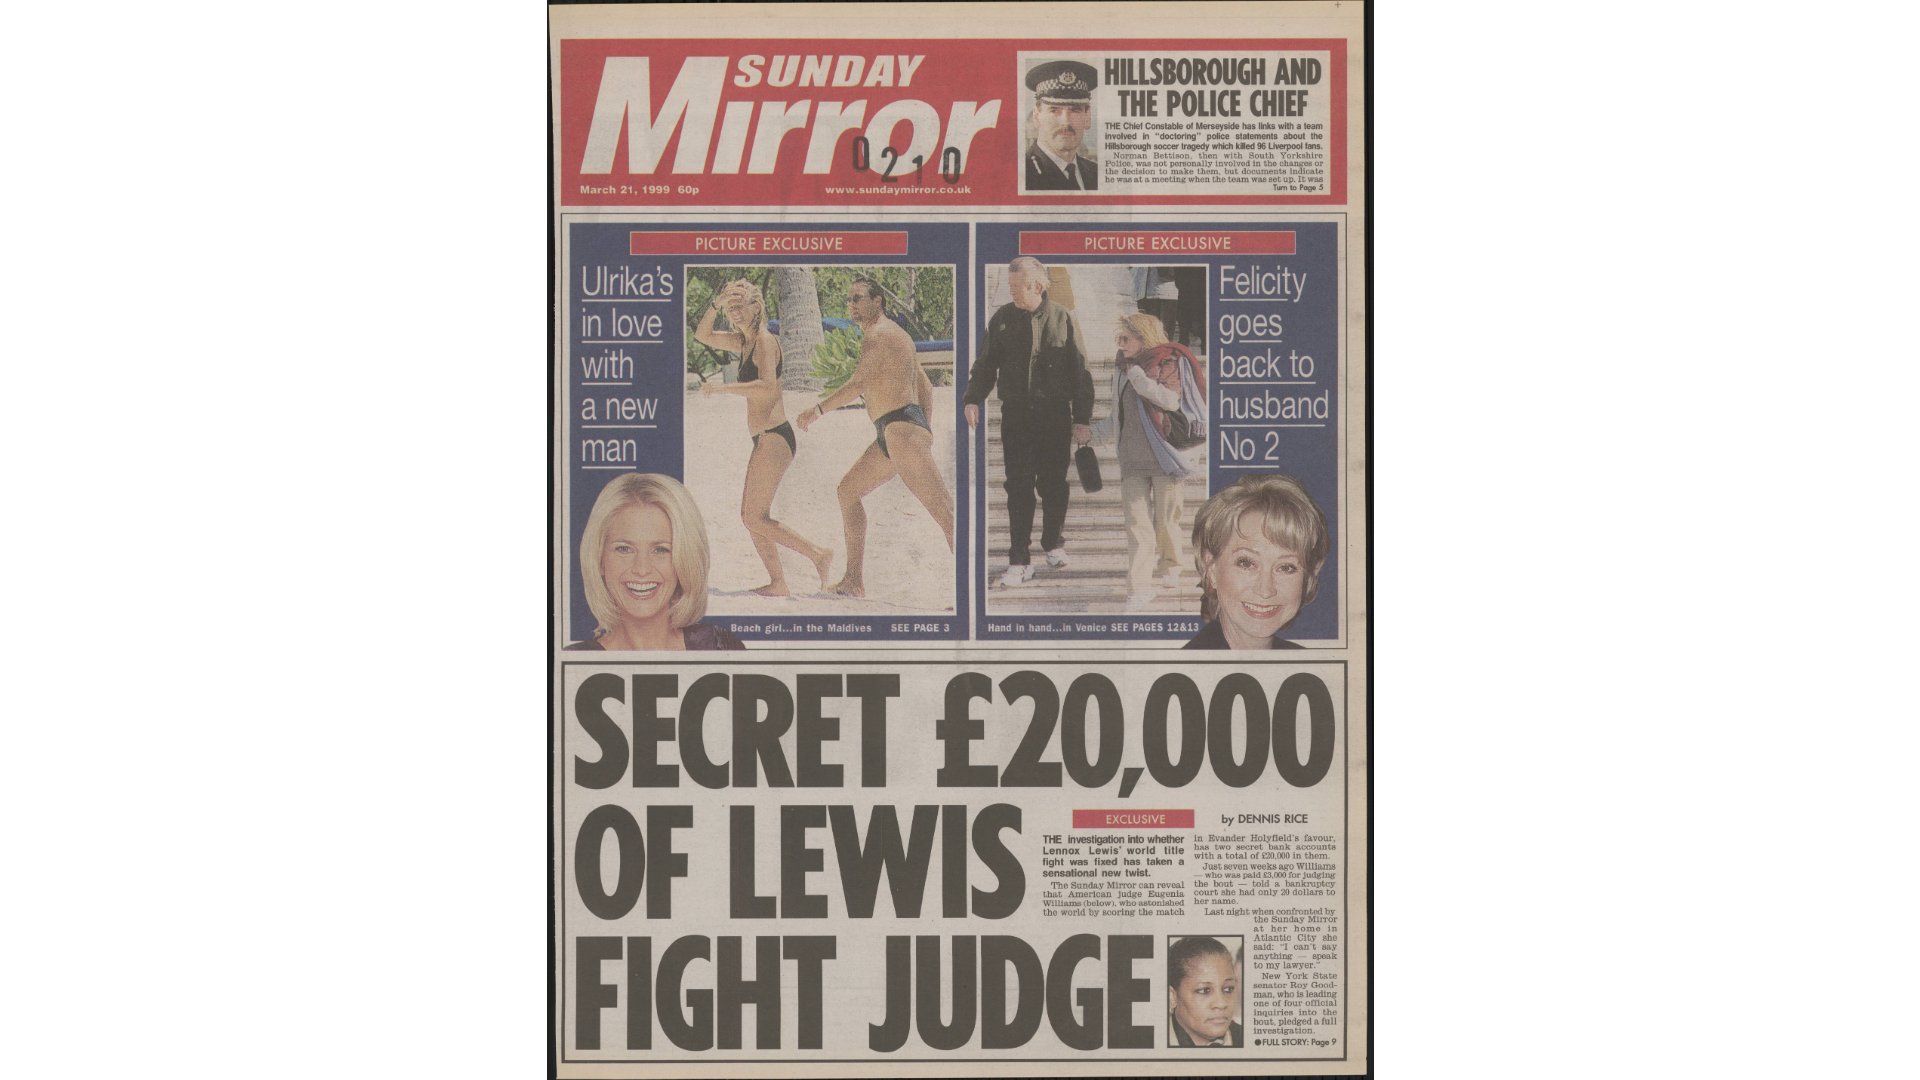 SUNDAY
Mirror
0210
March 21, 1999 60p
www.sundaymirror.co.uk
HILLSBOROUGH AND
THE POLICE CHIEF
THE Chief Constable of Merseyside has links with a team
involved in "doctoring" police statements about the
Hillsborough soccer tragedy which killed 96 Liverpool fans.
Norman Bettison, then with South Yorkshire
Police, was not personally involved in the changes or
the decision to make them, but documents indicate
he was at a meeting when the team was set up. It was
Turn to Page 5
PICTURE EXCLUSIVE
Ulrika's
in love
with
a new
man
Beach girl...in the Maldives SEE PAGE 3
PICTURE EXCLUSIVE
Felicity
goes
back to
husband
No 2
Hand in hand...in Venice SEE PAGES 12&13
SECRET £20,000
OF LEWIS
FIGHT JUDGE
EXCLUSIVE
by DENNIS RICE
THE investigation into whether
Lennox Lewis' world title
fight was fixed has taken a
sensational new twist.
The Sunday Mirror can reveal
that American judge Eugenia
Williams (below), who astonished
the world by scoring the match
in Evander Holyfield's favour,
has two secret bank accounts
with a total of £20,000 in them.
Just seven weeks ago Williams
— who was paid £3,000 for judging
the bout — told a bankruptcy
court she had only 20 dollars to
her name.
Last night when confronted by
the Sunday Mirror
at her home in
Atlantic City she
said: "I can't say
anything — speak
to my lawyer."
New York State
senator Roy Good-
man, who is leading
one of four official
inquiries into the
bout, pledged a full
investigation.
●FULL STORY: Page 9